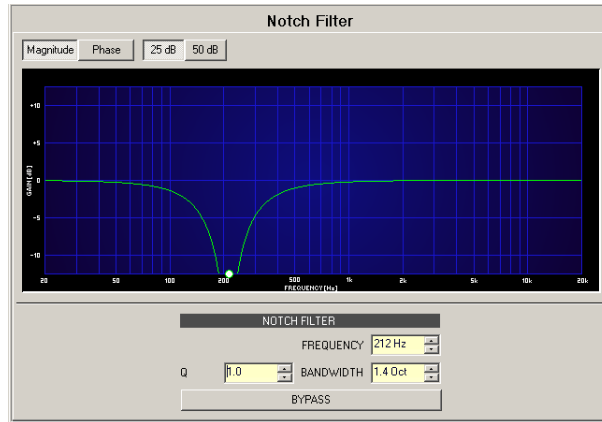 Notch Filter
Magnitude Phase 25 dB 50 dB
+10
+5
0
-5
-10
GAIN[dB]
20 50 100 200 500 1k 2k 5k 10k 20k
FREQUENCY[Hz]
NOTCH FILTER
FREQUENCY 212 Hz
Q 1.0 BANDWIDTH 1.4 Oct
BYPASS